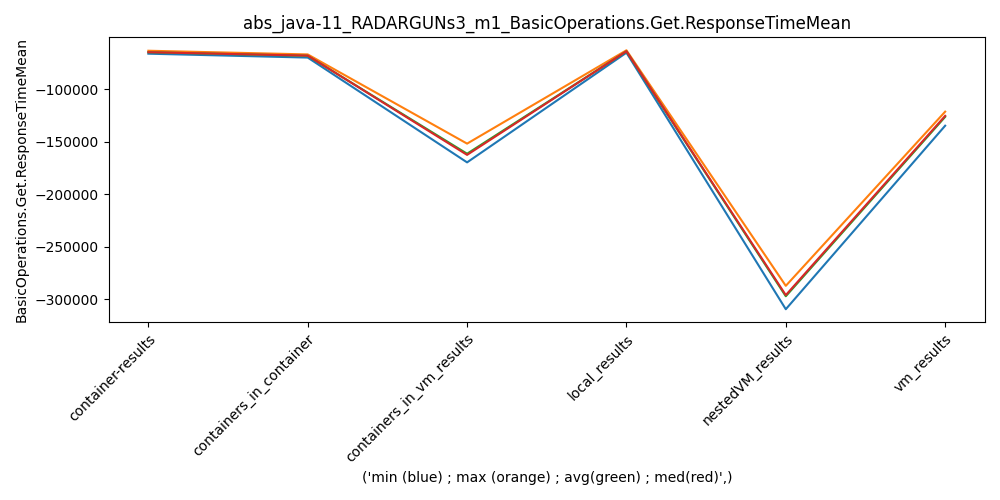 abs_java-11_RADARGUNs3_m1_BasicOperations.Get.ResponseTimeMean
BasicOperations.Get.ResponseTimeMean
−100000
−150000
−200000
−250000
−300000
container-results
containers_in_container
containers_in_vm_results
local_results
nestedVM_results
vm_results
('min (blue) ; max (orange) ; avg(green) ; med(red)',)